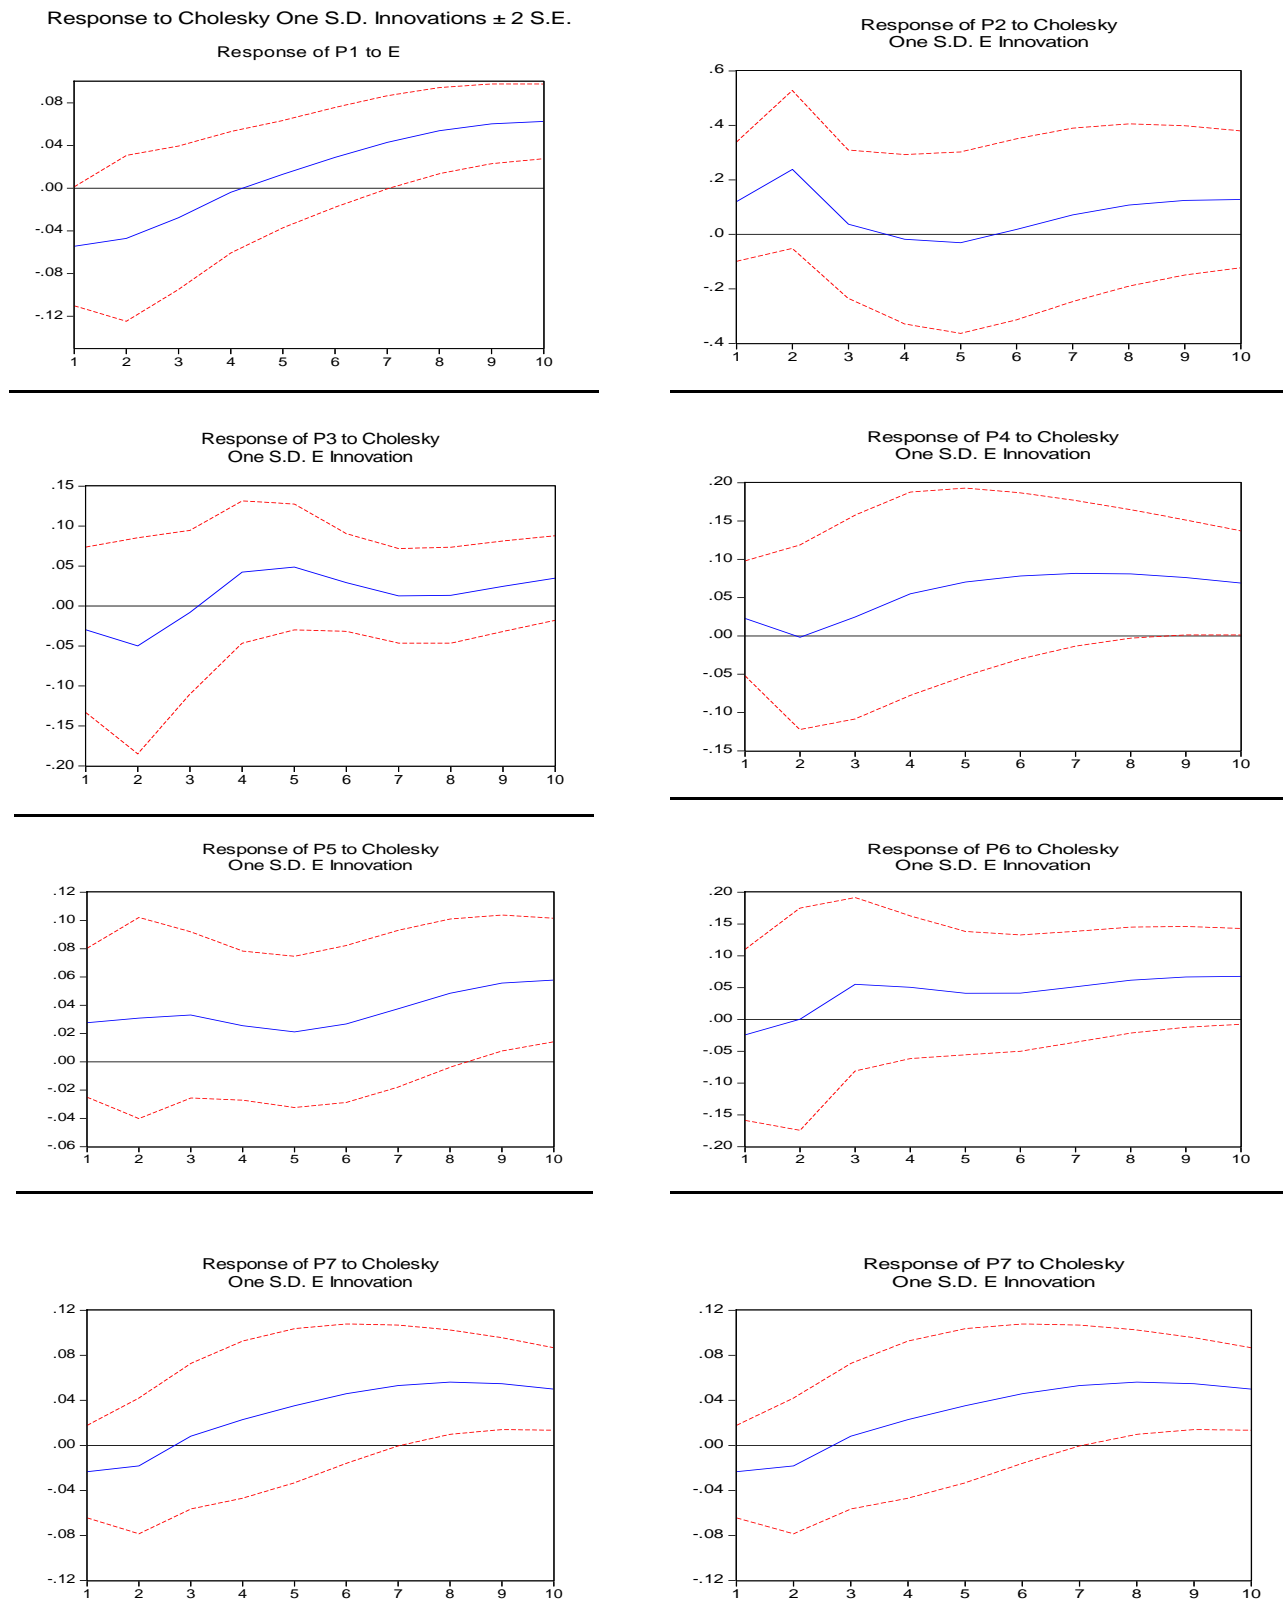 Response to Cholesky One S.D. Innovations ± 2 S.E.
Response of P1 to E
.08
.04
.00
-.04
-.08
-.12
1 2 3 4 5 6 7 8 9 10
Response of P2 to Cholesky
One S.D. E Innovation
.6
.4
.2
.0
-.2
-.4
1 2 3 4 5 6 7 8 9 10
Response of P3 to Cholesky
One S.D. E Innovation
.15
.10
.05
.00
-.05
-.10
-.15
-.20
1 2 3 4 5 6 7 8 9 10
Response of P4 to Cholesky
One S.D. E Innovation
.20
.15
.10
.05
.00
-.05
-.10
-.15
1 2 3 4 5 6 7 8 9 10
Response of P5 to Cholesky
One S.D. E Innovation
.12
.10
.08
.06
.04
.02
.00
-.02
-.04
-.06
1 2 3 4 5 6 7 8 9 10
Response of P6 to Cholesky
One S.D. E Innovation
.20
.15
.10
.05
.00
-.05
-.10
-.15
-.20
1 2 3 4 5 6 7 8 9 10
Response of P7 to Cholesky
One S.D. E Innovation
.12
.08
.04
.00
-.04
-.08
-.12
1 2 3 4 5 6 7 8 9 10
Response of P7 to Cholesky
One S.D. E Innovation
.12
.08
.04
.00
-.04
-.08
-.12
1 2 3 4 5 6 7 8 9 10